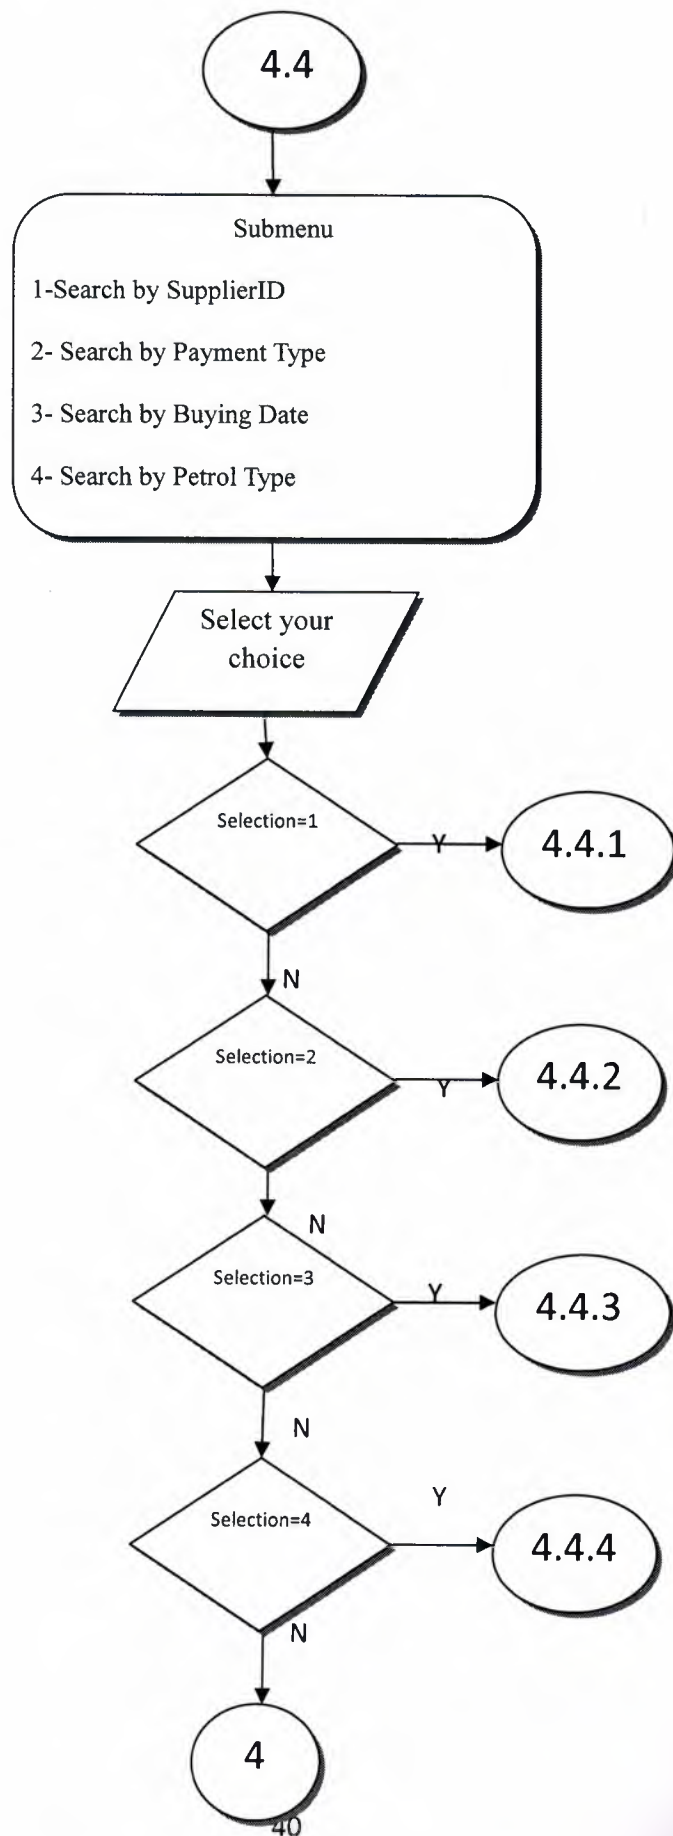 4.4
Submenu
1-Search by SupplierID
2- Search by Payment Type
3- Search by Buying Date
4- Search by Petrol Type
Select your
choice
Selection=1
Y
4.4.1
N
Selection=2
Y
4.4.2
N
Selection=3
Y
4.4.3
N
Selection=4
Y
4.4.4
N
4
40